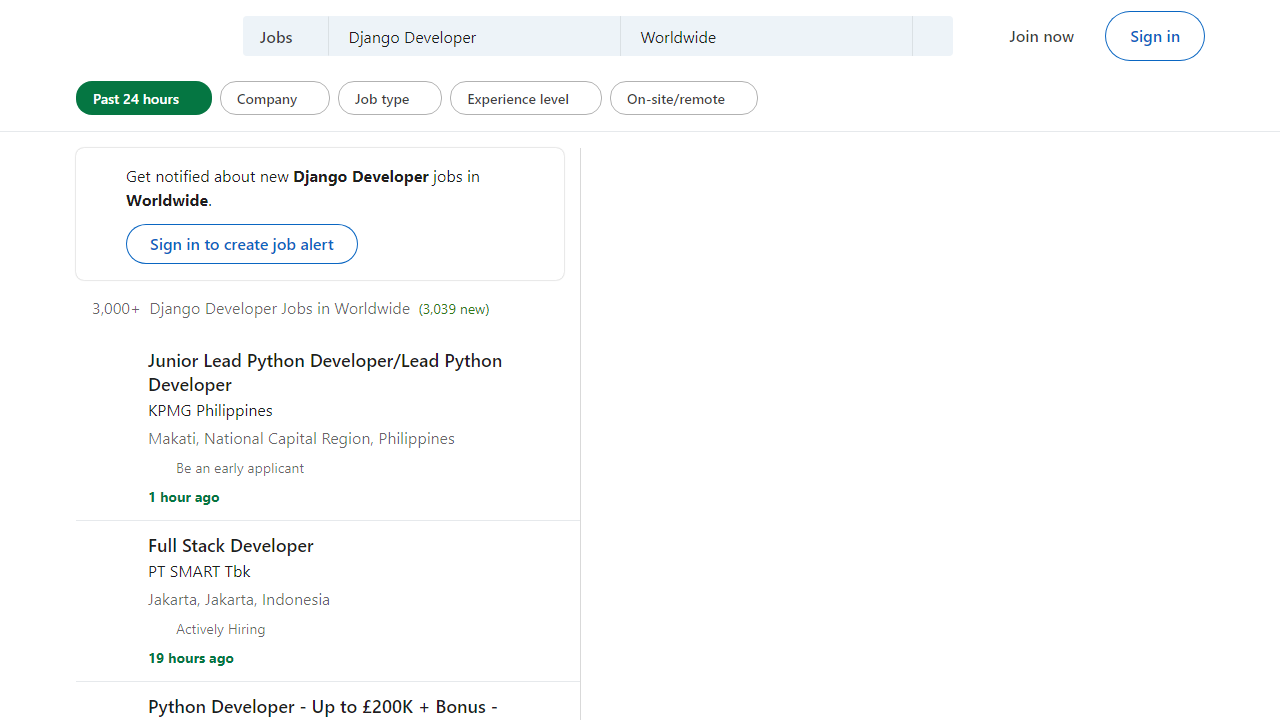 Jobs Django Developer Worldwide Join now Sign in
Past 24 hours Company Job type Experience level On-site/remote
Get notified about new Django Developer jobs in
Worldwide.
Sign in to create job alert
3,000+ Django Developer Jobs in Worldwide (3,039 new)
Junior Lead Python Developer/Lead Python
Developer
KPMG Philippines
Makati, National Capital Region, Philippines
Be an early applicant
1 hour ago
Full Stack Developer
PT SMART Tbk
Jakarta, Jakarta, Indonesia
Actively Hiring
19 hours ago
Python Developer - Up to £200K + Bonus -